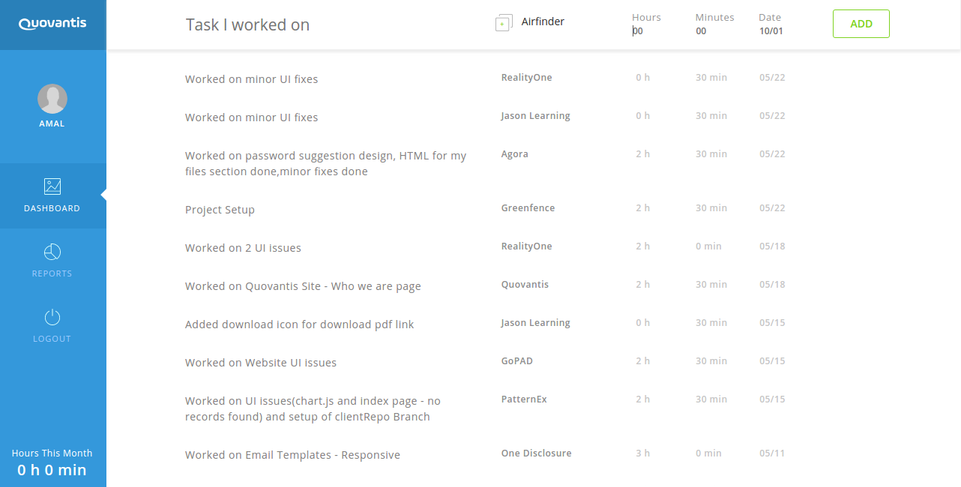 Quovantis
Task I worked on
Airfinder
Hours
Minutes
Date
00
00
10/01
ADD
AMAL
DASHBOARD
REPORTS
LOGOUT
Hours This Month
0 h 0 min
Worked on minor UI fixes RealityOne 0 h 30 min 05/22
Worked on minor UI fixes Jason Learning 0 h 30 min 05/22
Worked on password suggestion design, HTML for my Agora 2 h 30 min 05/22
files section done,minor fixes done
Project Setup Greenfence 2 h 30 min 05/22
Worked on 2 UI issues RealityOne 2 h 0 min 05/18
Worked on Quovantis Site - Who we are page Quovantis 2 h 30 min 05/18
Added download icon for download pdf link Jason Learning 0 h 30 min 05/15
Worked on Website UI issues GoPAD 2 h 30 min 05/15
Worked on UI issues(chart.js and index page - no PatternEx 2 h 30 min 05/15
records found) and setup of clientRepo Branch
Worked on Email Templates - Responsive One Disclosure 3 h 0 min 05/11